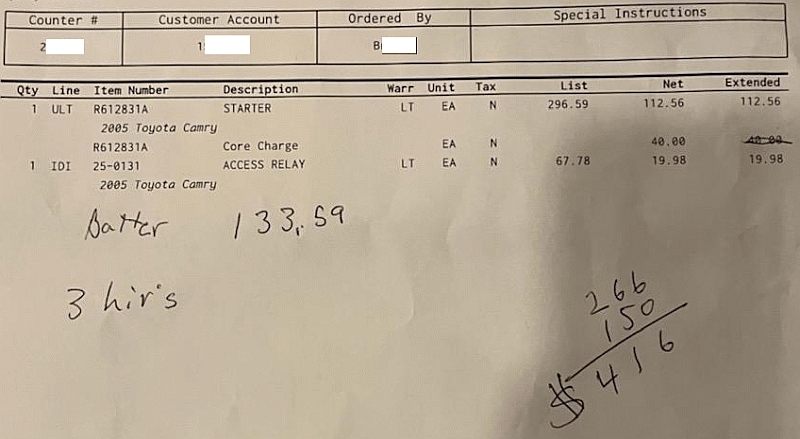 Counter # Customer Account Ordered By Special Instructions
2 1 B
Qty Line Item Number Description Warr Unit Tax List Net Extended
1 ULT R612831A STARTER LT EA N 296.59 112.56 112.56
2005 Toyota Camry
R612831A Core Charge EA N 40.00 40.00
1 IDI 25-0131 ACCESS RELAY LT EA N 67.78 19.98 19.98
2005 Toyota Camry
Batter 133.59
3 hir's
266
150
$416